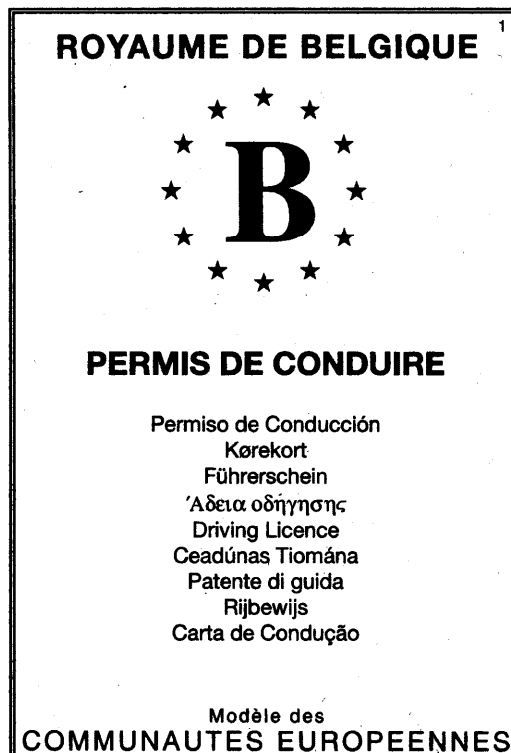 ROYAUME DE BELGIQUE
1
B
PERMIS DE CONDUIRE
Permiso de Conducción
Kørekort
Führerschein
Άδεια οδήγησης
Driving Licence
Ceadúnas Tiomána
Patente di guida
Rijbewijs
Carta de Condução
Modèle des
COMMUNAUTES EUROPEENNES